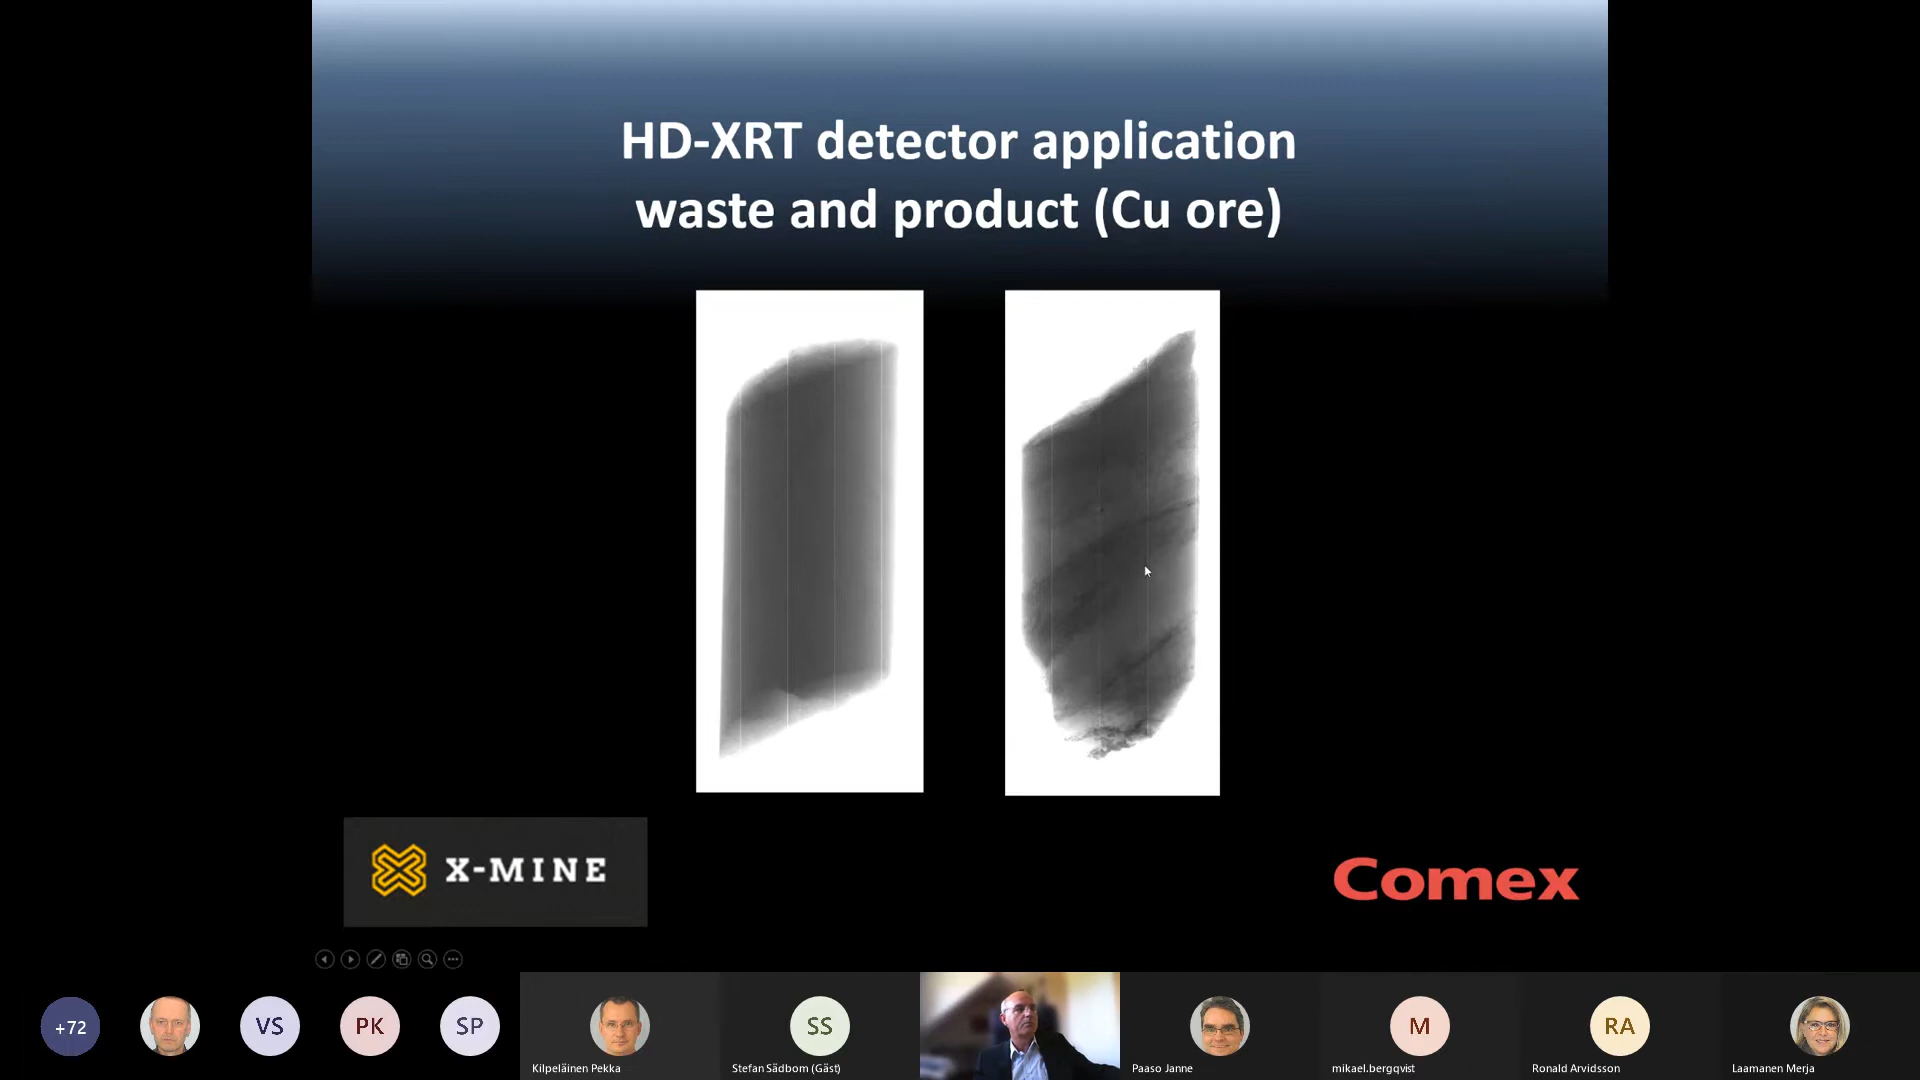 HD-XRT detector application
waste and product (Cu ore)
X-MINE
Comex
+72
VS
PK
SP
Kilpeläinen Pekka
SS
Stefan Sädbom (Gäst)
Paaso Janne
M
mikael.bergqvist
RA
Ronald Arvidsson
Laamanen Merja